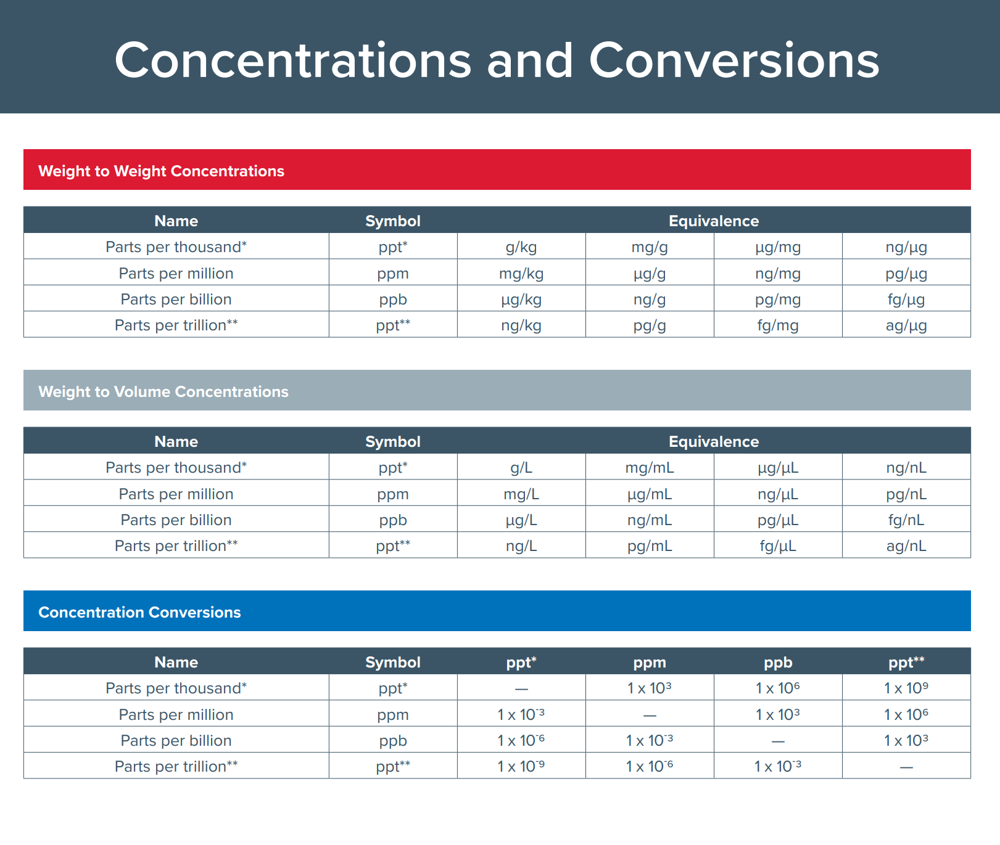 Concentrations and Conversions
Weight to Weight Concentrations
Name Symbol Equivalence
Parts per thousand* ppt* g/kg mg/g µg/mg ng/µg
Parts per million ppm mg/kg µg/g ng/mg pg/µg
Parts per billion ppb µg/kg ng/g pg/mg fg/µg
Parts per trillion** ppt** ng/kg pg/g fg/mg ag/µg
Weight to Volume Concentrations
Name Symbol Equivalence
Parts per thousand* ppt* g/L mg/mL µg/µL ng/nL
Parts per million ppm mg/L µg/mL ng/µL pg/nL
Parts per billion ppb µg/L ng/mL pg/µL fg/nL
Parts per trillion** ppt** ng/L pg/mL fg/µL ag/nL
Concentration Conversions
Name Symbol ppt* ppm ppb ppt**
Parts per thousand* ppt* — 1 x 10³ 1 x 10⁶ 1 x 10⁹
Parts per million ppm 1 x 10⁻³ — 1 x 10³ 1 x 10⁶
Parts per billion ppb 1 x 10⁻⁶ 1 x 10⁻³ — 1 x 10³
Parts per trillion** ppt** 1 x 10⁻⁹ 1 x 10⁻⁶ 1 x 10⁻³ —